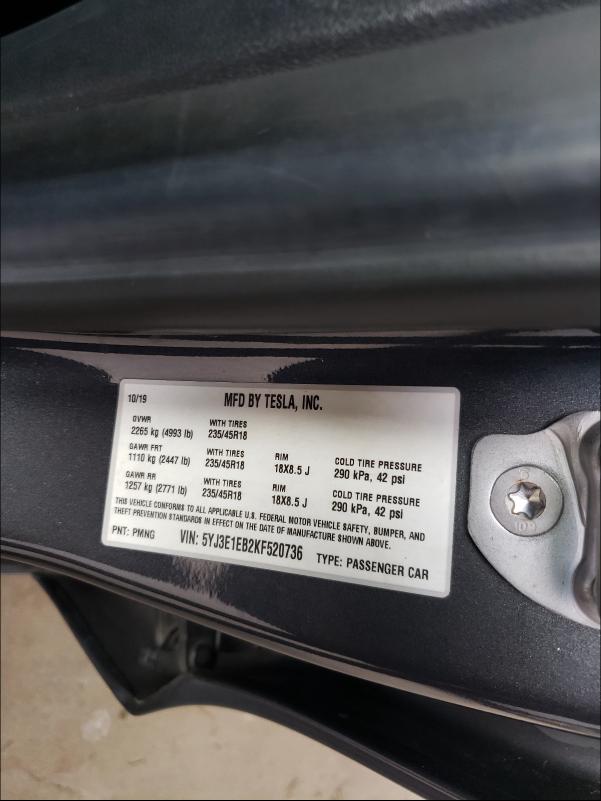 10/19 MFD BY TESLA, INC.
GVWR WITH TIRES
2265 kg (4993 lb) 235/45R18
GAWR FRT WITH TIRES RIM COLD TIRE PRESSURE
1110 kg (2447 lb) 235/45R18 18X8.5 J 290 kPa, 42 psi
GAWR RR WITH TIRES RIM COLD TIRE PRESSURE
1257 kg (2771 lb) 235/45R18 18X8.5 J 290 kPa, 42 psi
THIS VEHICLE CONFORMS TO ALL APPLICABLE U.S. FEDERAL MOTOR VEHICLE SAFETY, BUMPER, AND
THEFT PREVENTION STANDARDS IN EFFECT ON THE DATE OF MANUFACTURE SHOWN ABOVE.
PNT: PMNG VIN: 5YJ3E1EB2KF520736 TYPE: PASSENGER CAR